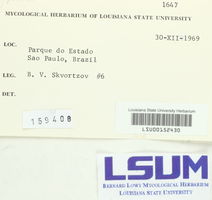 1647
MYCOLOGICAL HERBARIUM OF LOUISIANA STATE UNIVERSITY
30-XII-1969
LOC. Parque do Estado
Sao Paulo, Brazil
LEG. B. V. Skvortzov #6
DET.
159408
Louisiana State University Herbarium
LSU00152430
LSUM
BERNARD LOWY MYCOLOGICAL HERBARIUM
LOUISIANA STATE UNIVERSITY